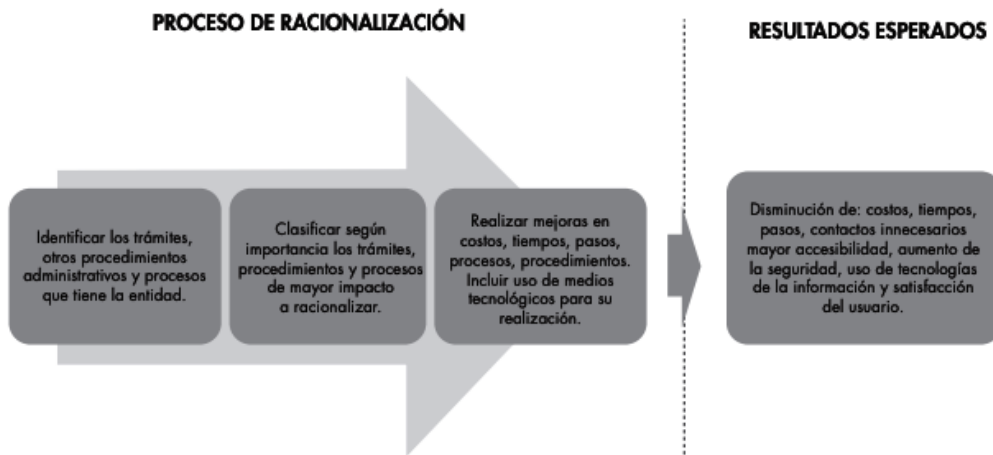 PROCESO DE RACIONALIZACIÓN
RESULTADOS ESPERADOS
Identificar los trámites,
otros procedimientos
administrativos y procesos
que tiene la entidad.
Clasificar según
importancia los trámites,
procedimientos y procesos
de mayor impacto
a racionalizar.
Realizar mejoras en
costos, tiempos, pasos,
procesos, procedimientos.
Incluir uso de medios
tecnológicos para su
realización.
Disminución de: costos, tiempos,
pasos, contactos innecesarios
mayor accesibilidad, aumento de
la seguridad, uso de tecnologías
de la información y satisfacción
del usuario.